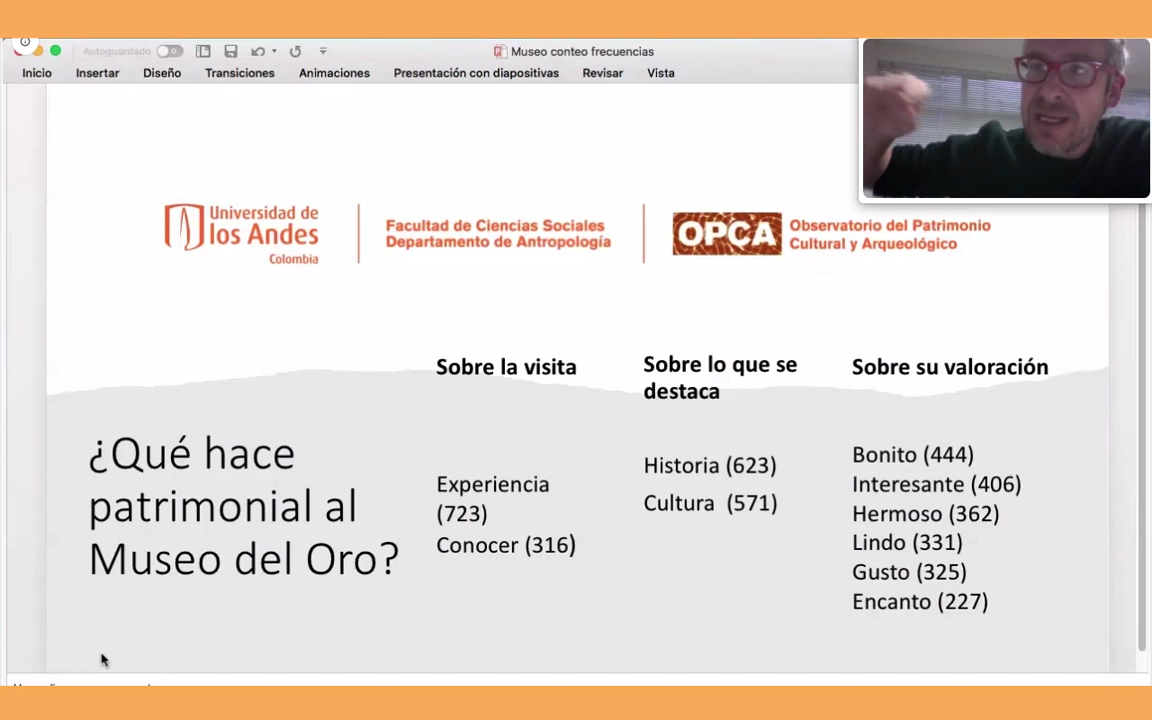 Autoguardado
Museo conteo frecuencias
Inicio
Insertar
Diseño
Transiciones
Animaciones
Presentación con diapositivas
Revisar
Vista
Universidad de
los Andes
Colombia
Facultad de Ciencias Sociales
Departamento de Antropología
OPCA
Observatorio del Patrimonio
Cultural y Arqueológico
¿Qué hace
patrimonial al
Museo del Oro?
Sobre la visita
Experiencia
(723)
Conocer (316)
Sobre lo que se
destaca
Historia (623)
Cultura (571)
Sobre su valoración
Bonito (444)
Interesante (406)
Hermoso (362)
Lindo (331)
Gusto (325)
Encanto (227)